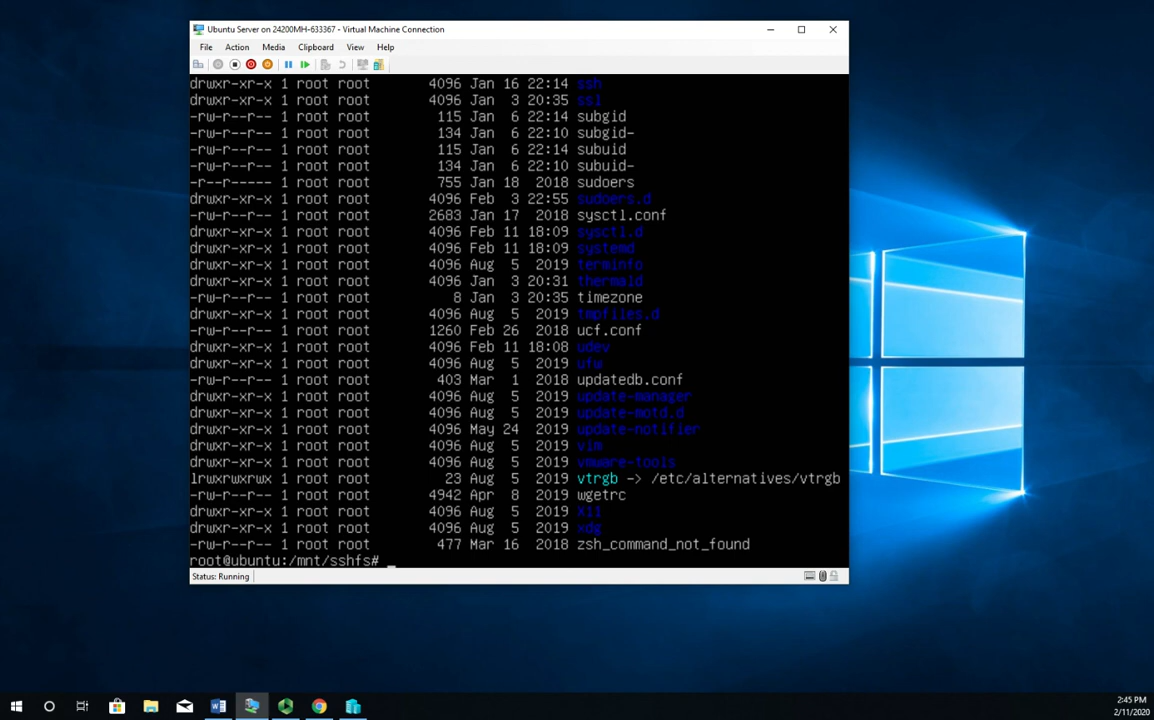 Ubuntu Server on 24200MH-633367 - Virtual Machine Connection
File Action Media Clipboard View Help
drwxr-xr-x 1 root root 4096 Jan 16 22:14 ssh
drwxr-xr-x 1 root root 4096 Jan 3 20:35 ssl
-rw-r--r-- 1 root root 115 Jan 6 22:14 subgid
-rw-r--r-- 1 root root 134 Jan 6 22:10 subgid-
-rw-r--r-- 1 root root 115 Jan 6 22:14 subuid
-rw-r--r-- 1 root root 134 Jan 6 22:10 subuid-
-r--r----- 1 root root 755 Jan 18 2018 sudoers
drwxr-xr-x 1 root root 4096 Feb 3 22:55 sudoers.d
-rw-r--r-- 1 root root 2683 Jan 17 2018 sysctl.conf
drwxr-xr-x 1 root root 4096 Feb 11 18:09 sysctl.d
drwxr-xr-x 1 root root 4096 Feb 11 18:09 systemd
drwxr-xr-x 1 root root 4096 Aug 5 2019 terminfo
drwxr-xr-x 1 root root 4096 Jan 3 20:31 thermald
-rw-r--r-- 1 root root 8 Jan 3 20:35 timezone
drwxr-xr-x 1 root root 4096 Aug 5 2019 tmpfiles.d
-rw-r--r-- 1 root root 1260 Feb 26 2018 ucf.conf
drwxr-xr-x 1 root root 4096 Feb 11 18:08 udev
drwxr-xr-x 1 root root 4096 Aug 5 2019 ufw
-rw-r--r-- 1 root root 403 Mar 1 2018 updatedb.conf
drwxr-xr-x 1 root root 4096 Aug 5 2019 update-manager
drwxr-xr-x 1 root root 4096 Aug 5 2019 update-motd.d
drwxr-xr-x 1 root root 4096 May 24 2019 update-notifier
drwxr-xr-x 1 root root 4096 Aug 5 2019 vim
drwxr-xr-x 1 root root 4096 Aug 5 2019 vmware-tools
lrwxrwxrwx 1 root root 23 Aug 5 2019 vtrgb -> /etc/alternatives/vtrgb
-rw-r--r-- 1 root root 4942 Apr 8 2019 wgetrc
drwxr-xr-x 1 root root 4096 Aug 5 2019 X11
drwxr-xr-x 1 root root 4096 Aug 5 2019 xdg
-rw-r--r-- 1 root root 477 Mar 16 2018 zsh_command_not_found
root@ubuntu:/mnt/sshfs# _
Status: Running
2:45 PM
2/11/2020